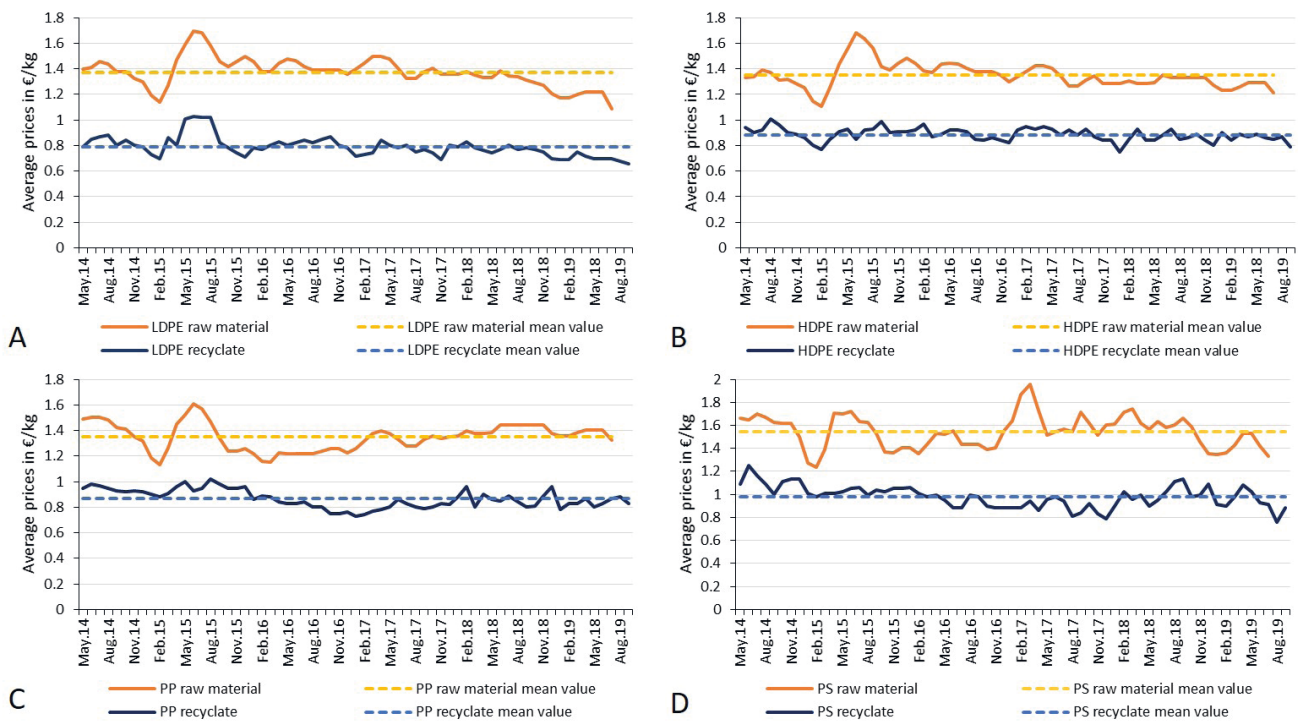 1.8
1.6
1.4
1.2
1
0.8
0.6
0.4
0.2
0
Average prices in €/kg
May.14
Aug.14
Nov.14
Feb.15
May.15
Aug.15
Nov.15
Feb.16
May.16
Aug.16
Nov.16
Feb.17
May.17
Aug.17
Nov.17
Feb.18
May.18
Aug.18
Nov.18
Feb.19
May.18
Aug.19
LDPE raw material
LDPE raw material mean value
LDPE recyclate
LDPE recyclate mean value
A
1.8
1.6
1.4
1.2
1
0.8
0.6
0.4
0.2
0
Average prices in €/kg
May.14
Aug.14
Nov.14
Feb.15
May.15
Aug.15
Nov.15
Feb.16
May.16
Aug.16
Nov.16
Feb.17
May.17
Aug.17
Nov.17
Feb.18
May.18
Aug.18
Nov.18
Feb.19
May.18
Aug.19
HDPE raw material
HDPE raw material mean value
HDPE recyclate
HDPE recyclate mean value
B
1.8
1.6
1.4
1.2
1
0.8
0.6
0.4
0.2
0
Average prices in €/kg
May.14
Aug.14
Nov.14
Feb.15
May.15
Aug.15
Nov.15
Feb.16
May.16
Aug.16
Nov.16
Feb.17
May.17
Aug.17
Nov.17
Feb.18
May.18
Aug.18
Nov.18
Feb.19
May.18
Aug.19
PP raw material
PP raw material mean value
PP recyclate
PP recyclate mean value
C
2
1.8
1.6
1.4
1.2
1
0.8
0.6
0.4
0.2
0
Average prices in €/kg
May.14
Aug.14
Nov.14
Feb.15
May.15
Aug.15
Nov.15
Feb.16
May.16
Aug.16
Nov.16
Feb.17
May.17
Aug.17
Nov.17
Feb.18
May.18
Aug.18
Nov.18
Feb.19
May.19
Aug.19
PS raw material
PS raw material mean value
PS recyclate
PS recyclate mean value
D